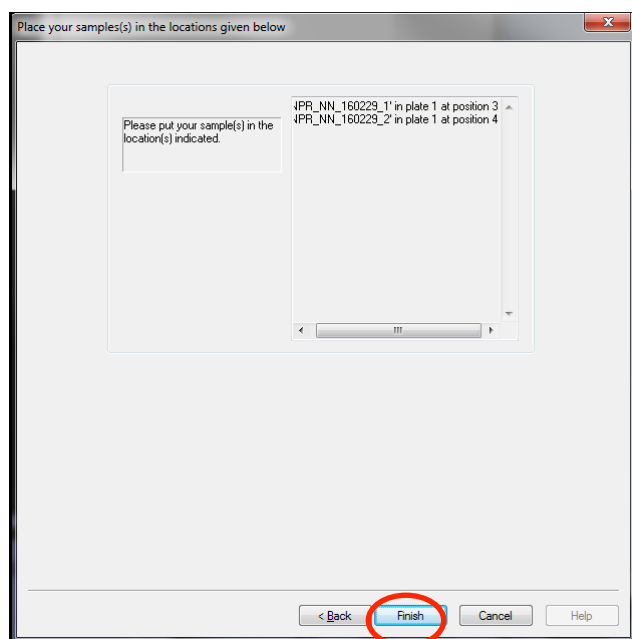 Place your samples(s) in the locations given below
Please put your sample(s) in the
location(s) indicated.
NPR_NN_160229_1' in plate 1 at position 3
NPR_NN_160229_2' in plate 1 at position 4
< Back
Finish
Cancel
Help